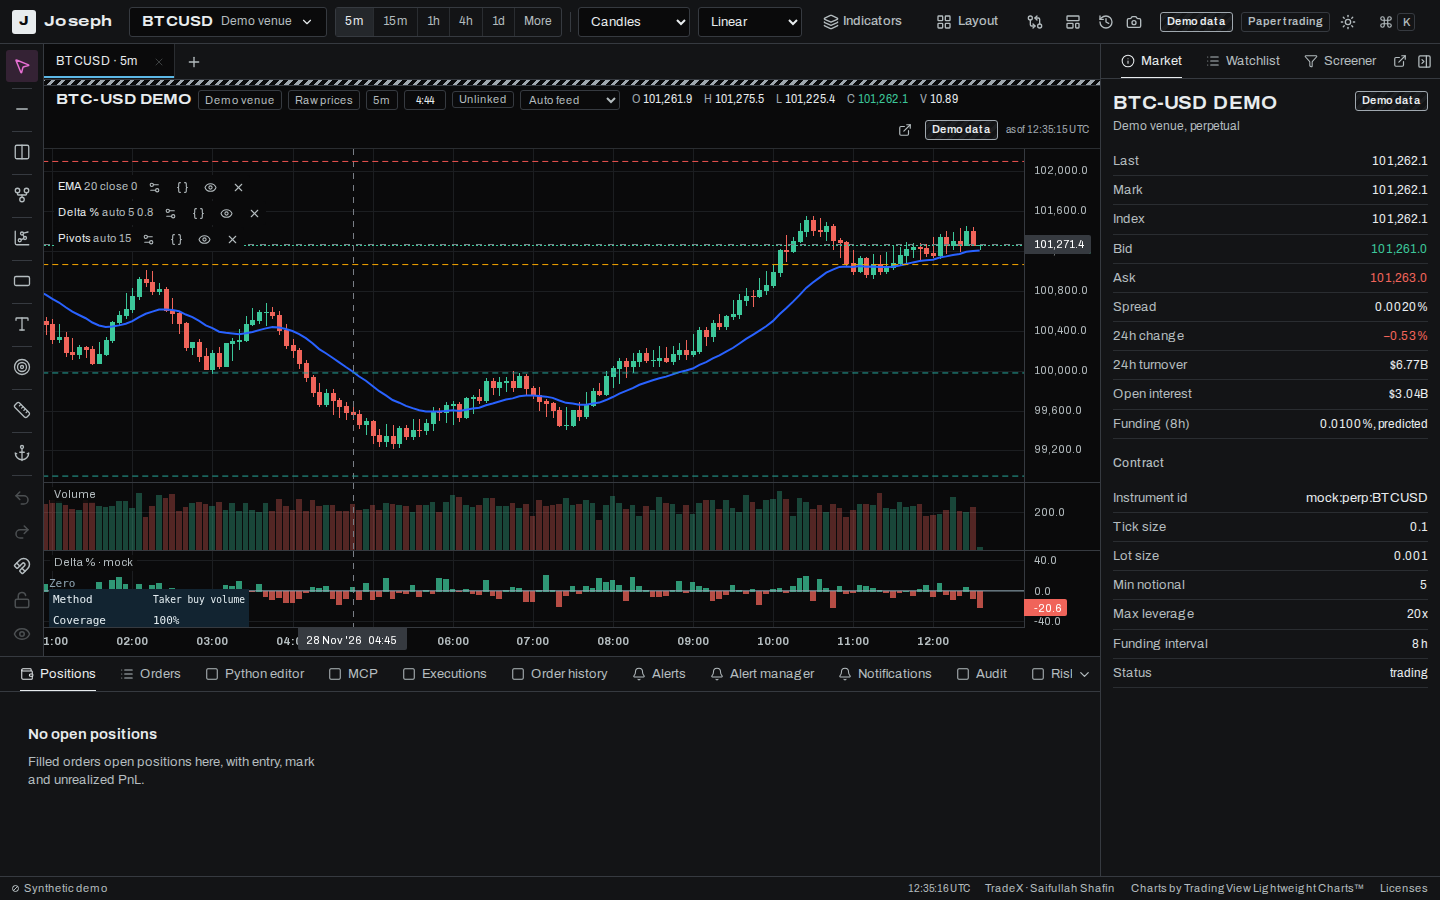 J Joseph BTCUSD Demo venue 5m 15m 1h 4h 1d More Candles Linear Indicators Layout Demo data Paper trading ⌘ K
BTCUSD · 5m
BTC-USD DEMO Demo venue Raw prices 5m 4:44 Unlinked Auto feed O 101,261.9 H 101,275.5 L 101,225.4 C 101,262.1 V 10.89
Demo data as of 12:35:15 UTC
EMA 20 close 0
Delta % auto 5 0.8
Pivots auto 15
102,000.0
101,600.0
101,271.4
100,800.0
100,400.0
100,000.0
99,600.0
99,200.0
Volume
200.0
Delta % · mock
40.0
Zero
0.0
Method Taker buy volume
-20.6
Coverage 100%
-40.0
1:00 02:00 03:00 04: 28 Nov '26 04:45 06:00 07:00 08:00 09:00 10:00 11:00 12:00
Positions Orders Python editor MCP Executions Order history Alerts Alert manager Notifications Audit Risl
No open positions
Filled orders open positions here, with entry, mark
and unrealized PnL.
Market Watchlist Screener
BTC-USD DEMO Demo data
Demo venue, perpetual
Last 101,262.1
Mark 101,262.1
Index 101,262.1
Bid 101,261.0
Ask 101,263.0
Spread 0.0020%
24h change −0.53%
24h turnover $6.77B
Open interest $3.04B
Funding (8h) 0.0100%, predicted
Contract
Instrument id mock:perp:BTCUSD
Tick size 0.1
Lot size 0.001
Min notional 5
Max leverage 20x
Funding interval 8h
Status trading
Synthetic demo 12:35:16 UTC TradeX · Saifullah Shafin Charts by TradingView Lightweight Charts™ Licenses